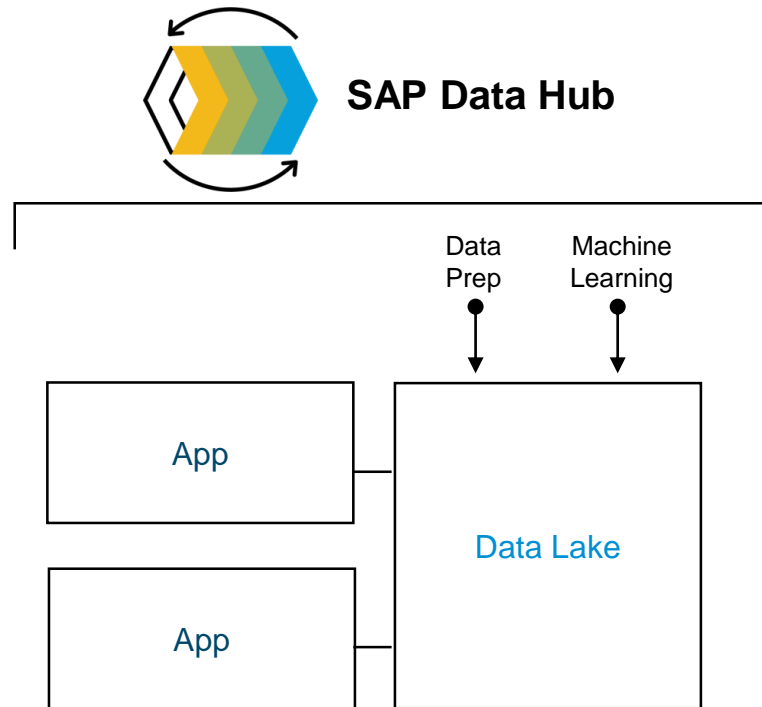 SAP Data Hub
Data
Prep
Machine
Learning
App
Data Lake
App